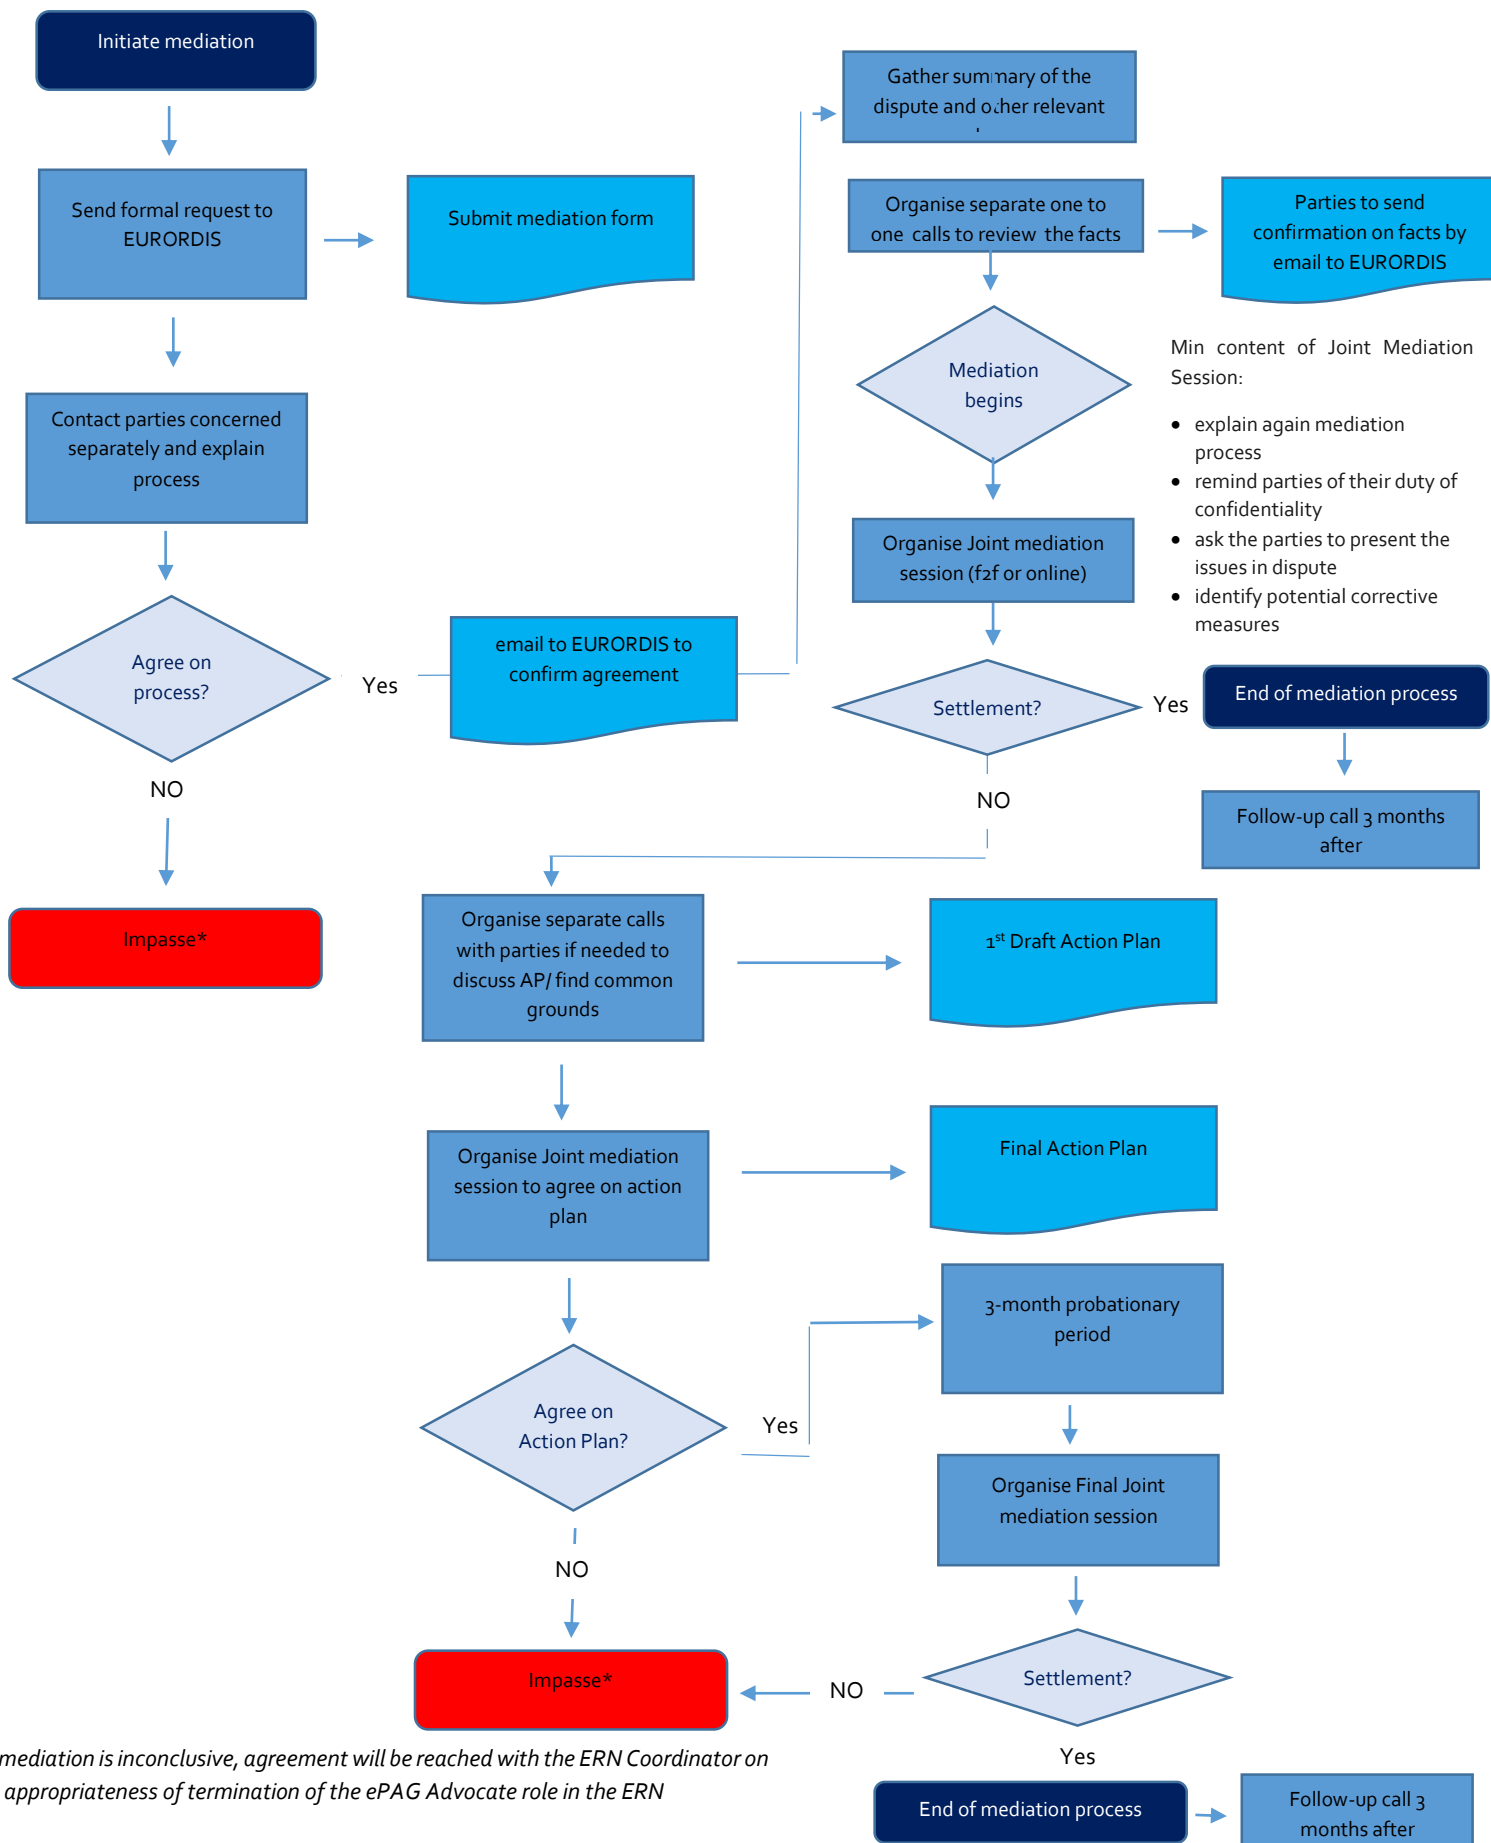 Initiate mediation
Send formal request to
EURORDIS
Submit mediation form
Contact parties concerned
separately and explain
process
Agree on
process?
Yes
email to EURORDIS to
confirm agreement
NO
Impasse*
Gather summary of the
dispute and other relevant
Organise separate one to
one calls to review the facts
Parties to send
confirmation on facts by
email to EURORDIS
Mediation
begins
Min content of Joint Mediation
Session:
• explain again mediation
process
• remind parties of their duty of
confidentiality
• ask the parties to present the
issues in dispute
• identify potential corrective
measures
Organise Joint mediation
session (f2f or online)
Settlement?
Yes
End of mediation process
Follow-up call 3 months
after
NO
Organise separate calls
with parties if needed to
discuss AP/ find common
grounds
1st Draft Action Plan
Organise Joint mediation
session to agree on action
plan
Final Action Plan
Agree on
Action Plan?
Yes
3-month probationary
period
Organise Final Joint
mediation session
NO
Impasse*
NO
Settlement?
Yes
End of mediation process
Follow-up call 3
months after
mediation is inconclusive, agreement will be reached with the ERN Coordinator on
appropriateness of termination of the ePAG Advocate role in the ERN